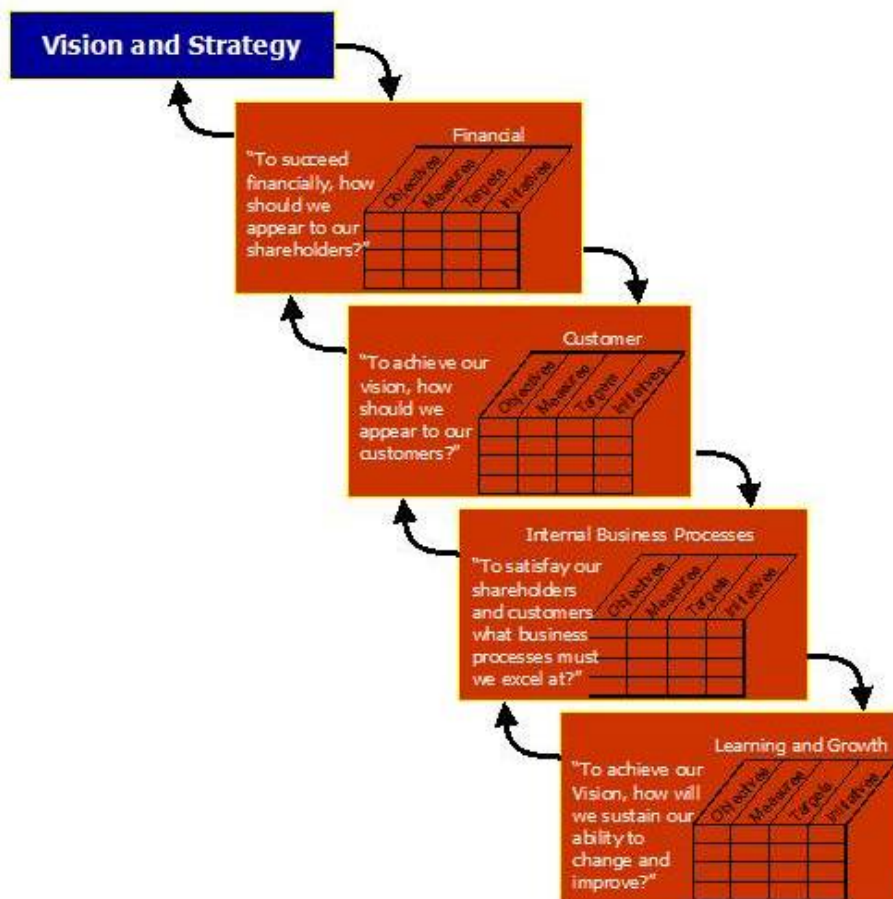 Vision and Strategy
Financial
"To succeed
financially, how
should we
appear to our
shareholders?"
Objectives
Measures
Targets
Initiatives
Customer
"To achieve our
vision, how
should we
appear to our
customers?"
Objectives
Measures
Targets
Initiatives
Internal Business Processes
"To satisfay our
shareholders
and customers
what business
processes must
we excel at?"
Objectives
Measures
Targets
Initiatives
Learning and Growth
"To achieve our
Vision, how will
we sustain our
ability to
change and
improve?"
Objectives
Measures
Targets
Initiatives